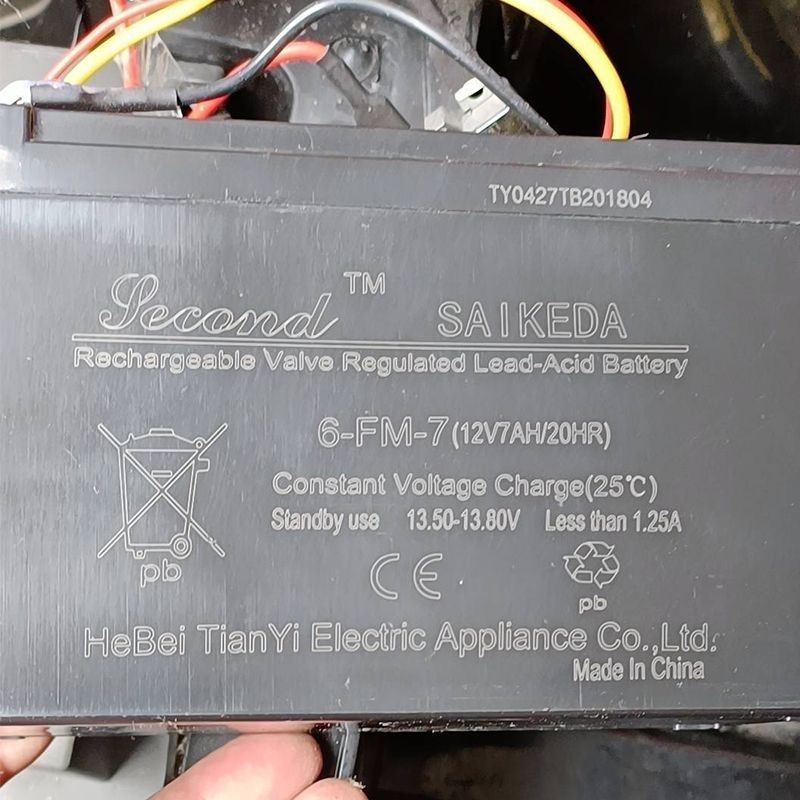 TY0427TB201804
Second TM SAIKEDA
Rechargeable Valve Regulated Lead-Acid Battery
6-FM-7(12V7AH/20HR)
Constant Voltage Charge(25℃)
Standby use 13.50-13.80V Less than 1.25A
pb
CE
pb
HeBei TianYi Electric Appliance Co.,Ltd.
Made In China